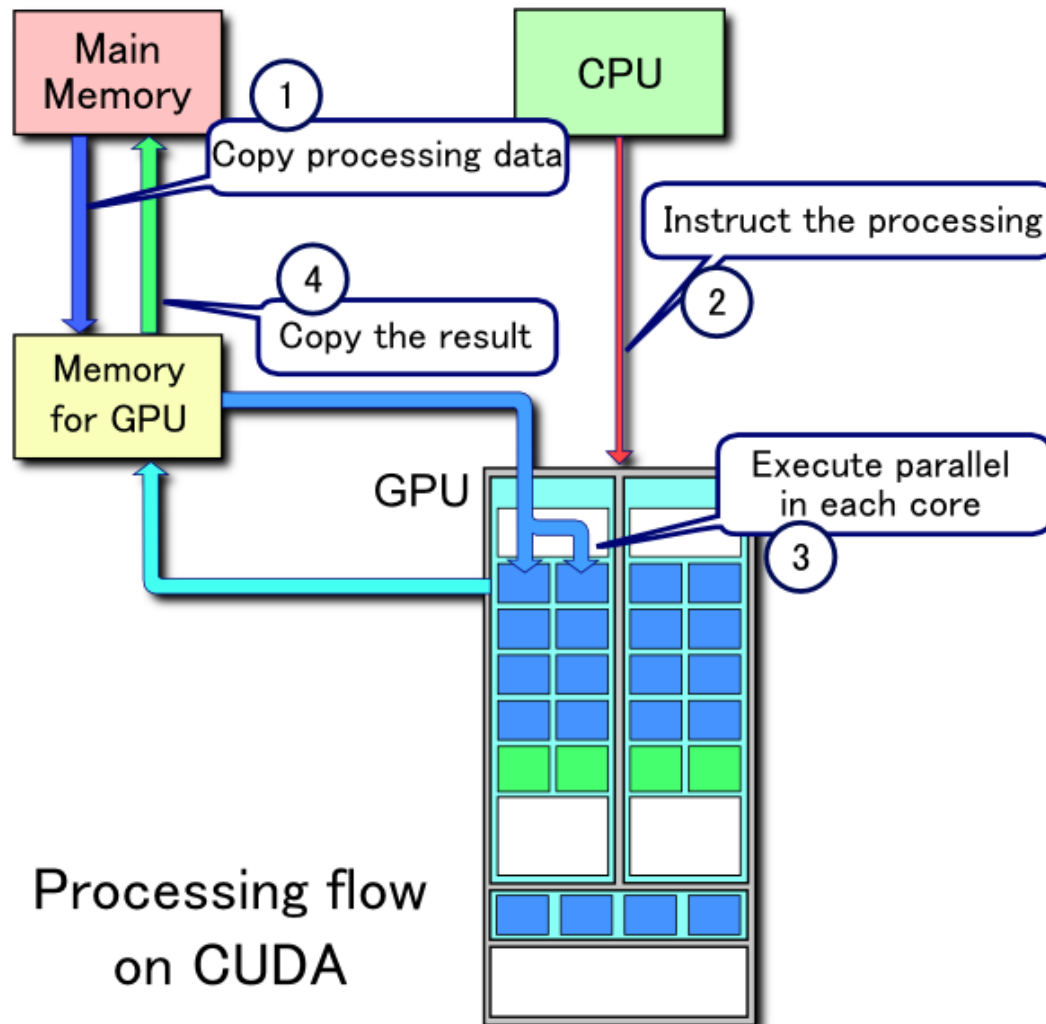 Main
Memory
CPU
1
Copy processing data
Instruct the processing
2
4
Copy the result
Memory
for GPU
GPU
Execute parallel
in each core
3
Processing flow
on CUDA